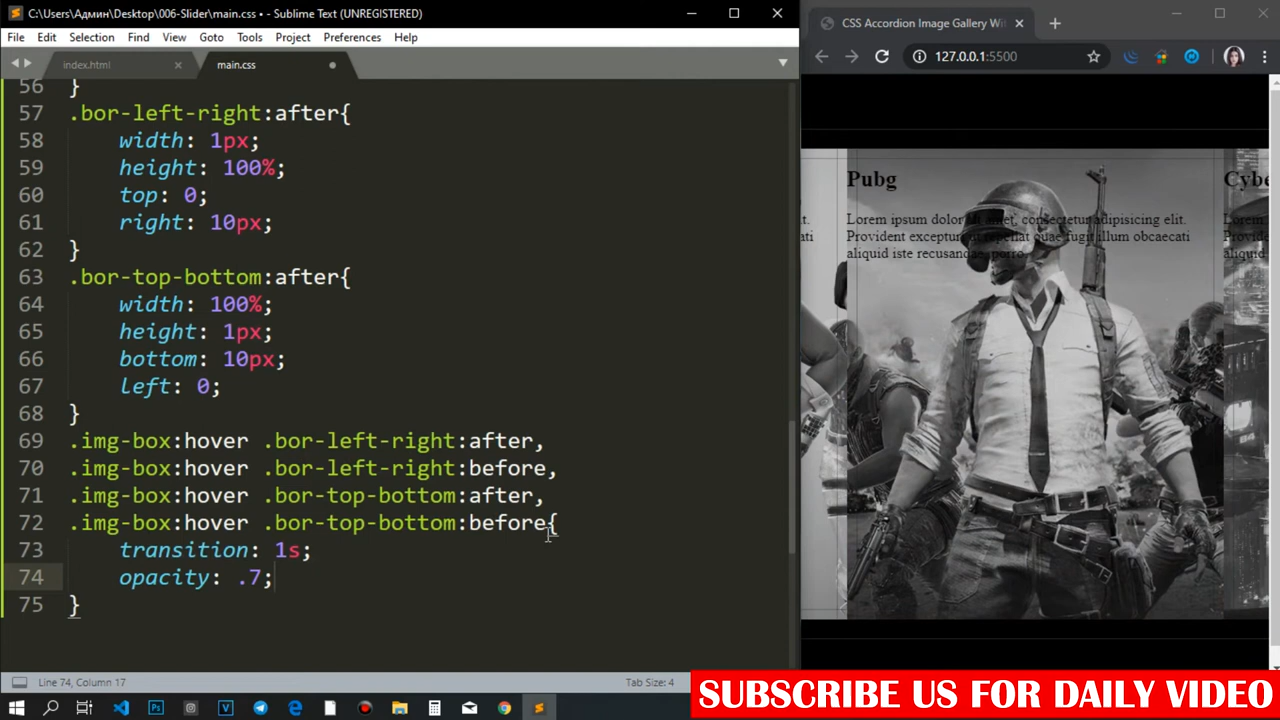 C:\Users\Админ\Desktop\006-Slider\main.css • - Sublime Text (UNREGISTERED)
File Edit Selection Find View Goto Tools Project Preferences Help
index.html
main.css
56 }
57 .bor-left-right:after{
58 width: 1px;
59 height: 100%;
60 top: 0;
61 right: 10px;
62 }
63 .bor-top-bottom:after{
64 width: 100%;
65 height: 1px;
66 bottom: 10px;
67 left: 0;
68 }
69 .img-box:hover .bor-left-right:after,
70 .img-box:hover .bor-left-right:before,
71 .img-box:hover .bor-top-bottom:after,
72 .img-box:hover .bor-top-bottom:before{
73 transition: 1s;
74 opacity: .7;
75 }
Line 74, Column 17
Tab Size: 4
CSS Accordion Image Gallery Wi
127.0.0.1:5500
Pubg
Lorem ipsum dolor sit amet, consectetur adipisicing elit.
Provident excepturi repellat quae fugit illum obcaecati
aliquid iste recusandae porro.
Cybe
Lorem
Provide
aliquid
84
SUBSCRIBE US FOR DAILY VIDEO